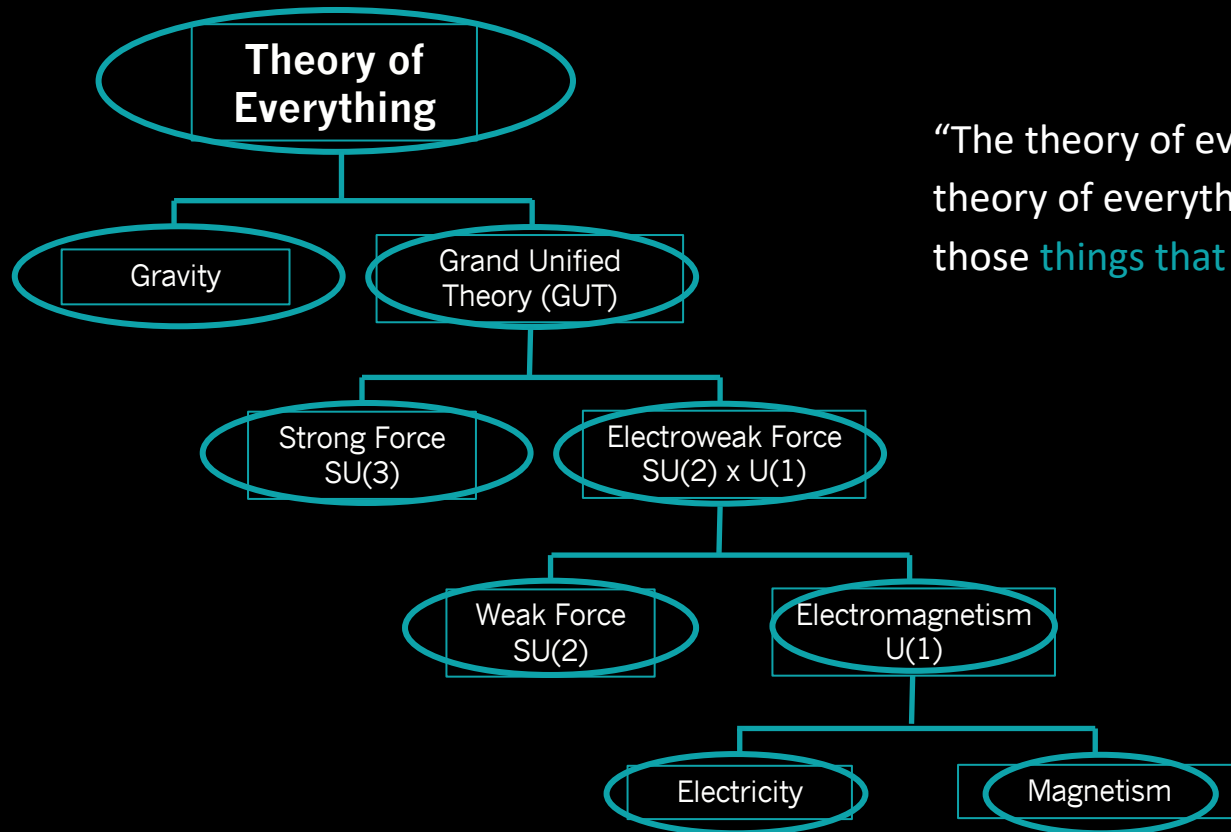 Theory of
Everything
“The theory of ev
theory of everyth
those things that
Gravity
Grand Unified
Theory (GUT)
Strong Force
SU(3)
Electroweak Force
SU(2) x U(1)
Weak Force
SU(2)
Electromagnetism
U(1)
Electricity
Magnetism